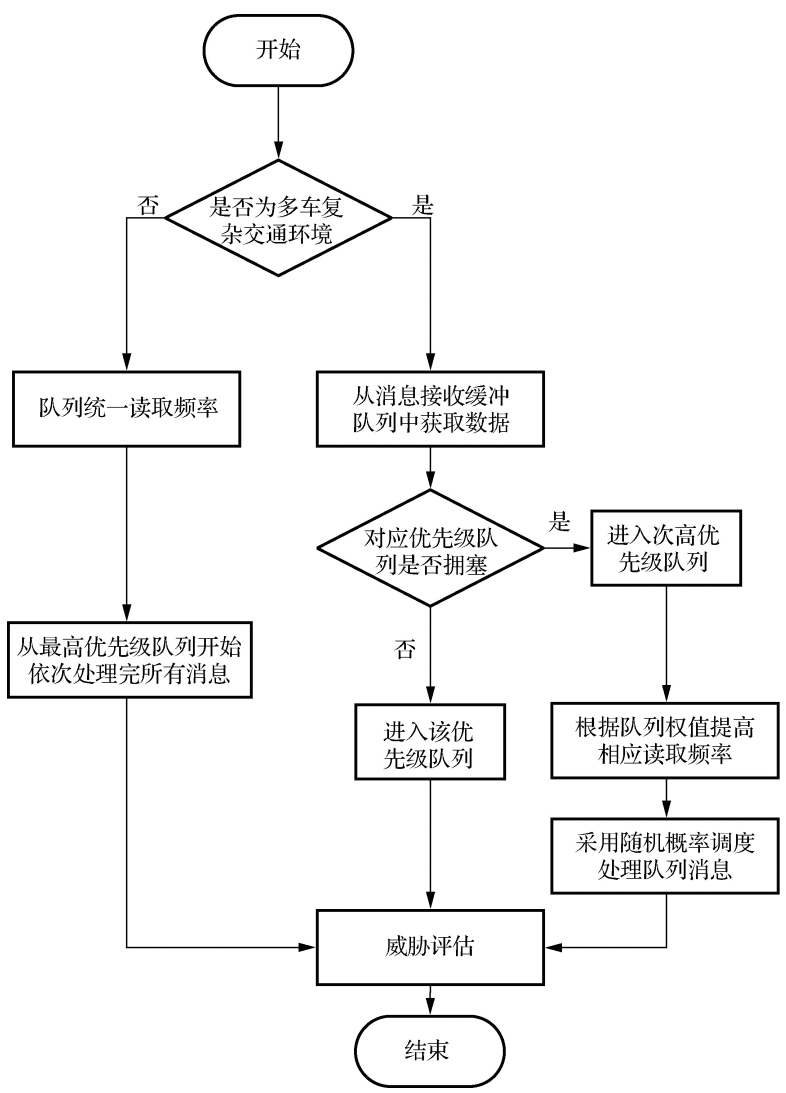 开始
否
是
是否为多车复
杂交通环境
队列统一读取频率
从消息接收缓冲
队列中获取数据
对应优先级队
列是否拥塞
是
进入次高优
先级队列
从最高优先级队列开始
依次处理完所有消息
否
进入该优
先级队列
根据队列权值提高
相应读取频率
采用随机概率调度
处理队列消息
威胁评估
结束